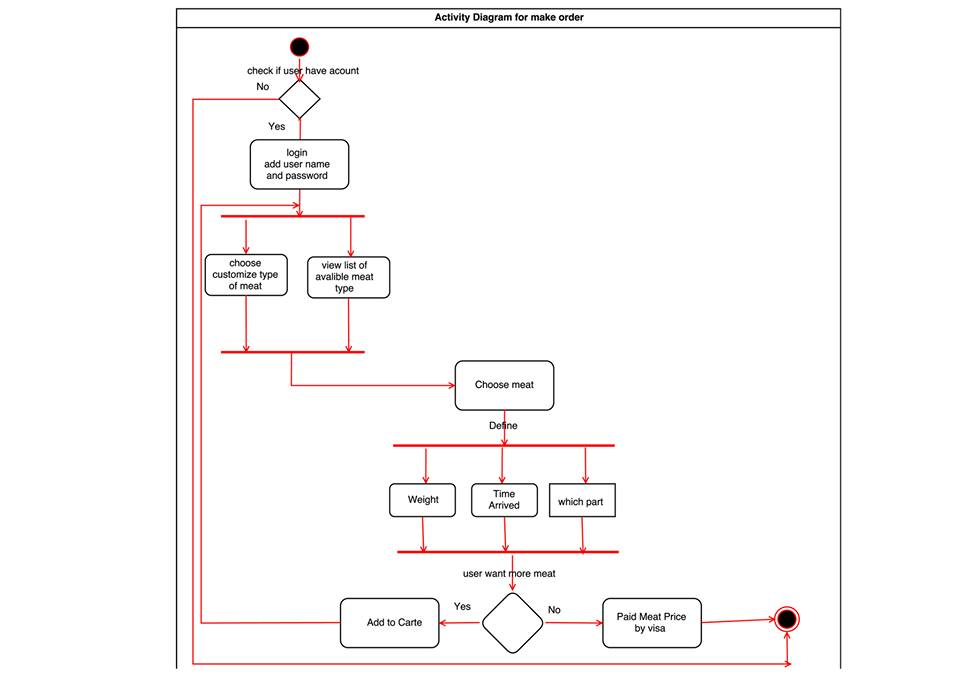 Activity Diagram for make order
check if user have acount
No
Yes
login
add user name
and password
choose
customize type
of meat
view list of
avalible meat
type
Choose meat
Define
Weight
Time
Arrived
which part
user want more meat
Yes
No
Add to Carte
Paid Meat Price
by visa